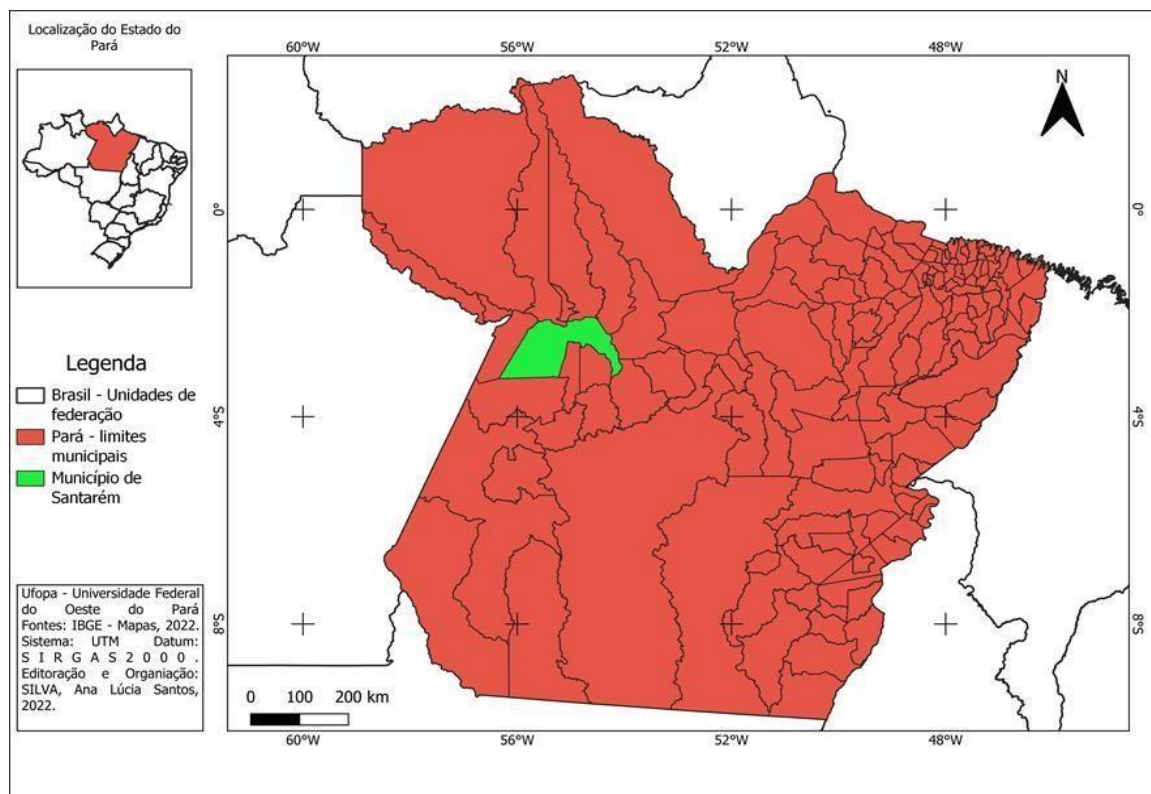 Localização do Estado do
Pará
60°W 56°W 52°W 48°W
N
0° 0°
4°S 4°S
8°S 8°S
Legenda
Brasil - Unidades de
federação
Pará - limites
municipais
Município de
Santarém
Ufopa - Universidade Federal
do Oeste do Pará
Fontes: IBGE - Mapas, 2022.
Sistema: UTM Datum:
S I R G A S 2 0 0 0 .
Editoração e Organiação:
SILVA, Ana Lúcia Santos,
2022.
0 100 200 km
60°W 56°W 52°W 48°W